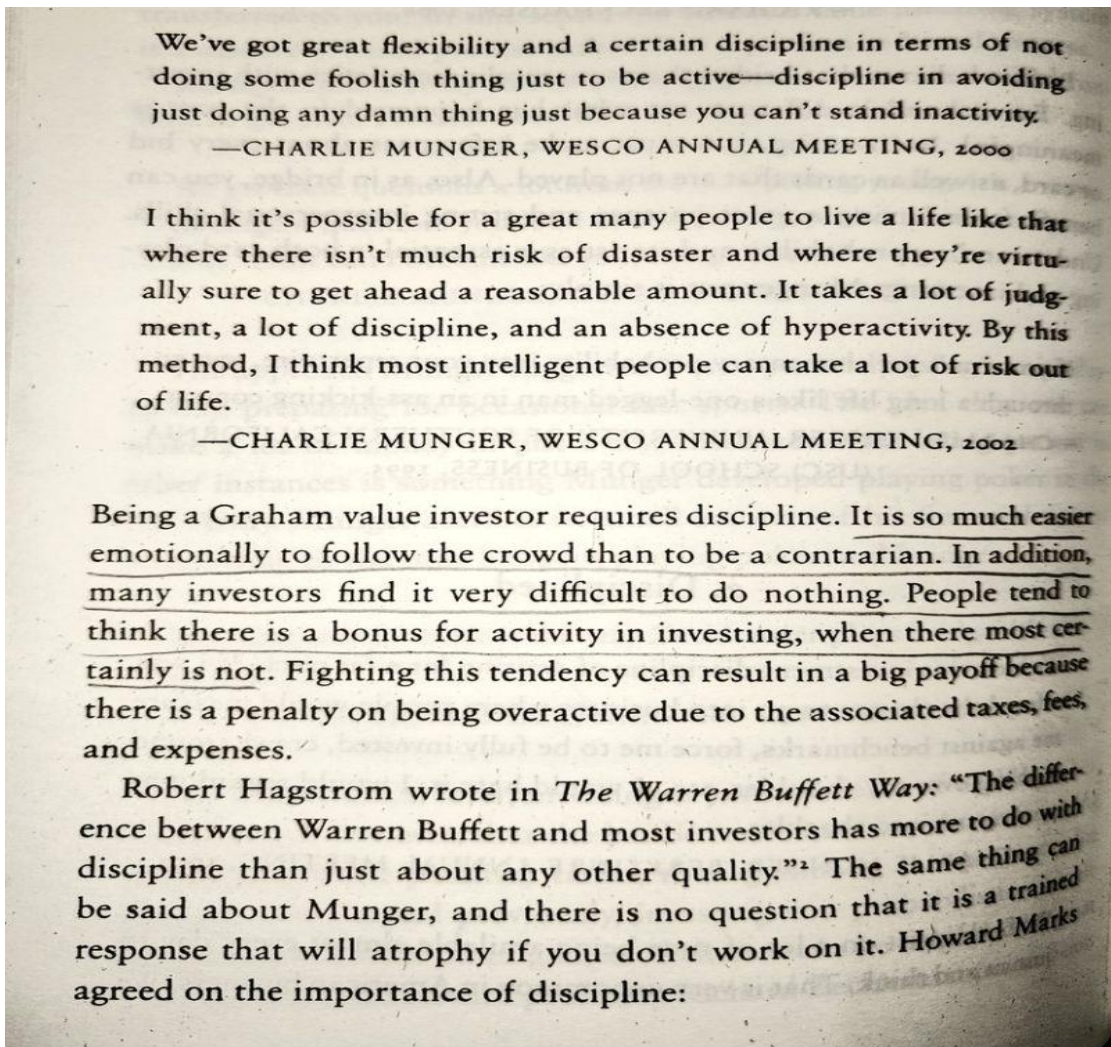 We've got great flexibility and a certain discipline in terms of not
doing some foolish thing just to be active—discipline in avoiding
just doing any damn thing just because you can't stand inactivity.
—CHARLIE MUNGER, WESCO ANNUAL MEETING, 2000
I think it's possible for a great many people to live a life like that
where there isn't much risk of disaster and where they're virtu-
ally sure to get ahead a reasonable amount. It takes a lot of judg-
ment, a lot of discipline, and an absence of hyperactivity. By this
method, I think most intelligent people can take a lot of risk out
of life.
—CHARLIE MUNGER, WESCO ANNUAL MEETING, 2002
Being a Graham value investor requires discipline. It is so much easier
emotionally to follow the crowd than to be a contrarian. In addition,
many investors find it very difficult to do nothing. People tend to
think there is a bonus for activity in investing, when there most cer-
tainly is not. Fighting this tendency can result in a big payoff because
there is a penalty on being overactive due to the associated taxes, fees,
and expenses.
Robert Hagstrom wrote in The Warren Buffett Way: "The differ-
ence between Warren Buffett and most investors has more to do with
discipline than just about any other quality."² The same thing can
be said about Munger, and there is no question that it is a trained
response that will atrophy if you don't work on it. Howard Marks
agreed on the importance of discipline: